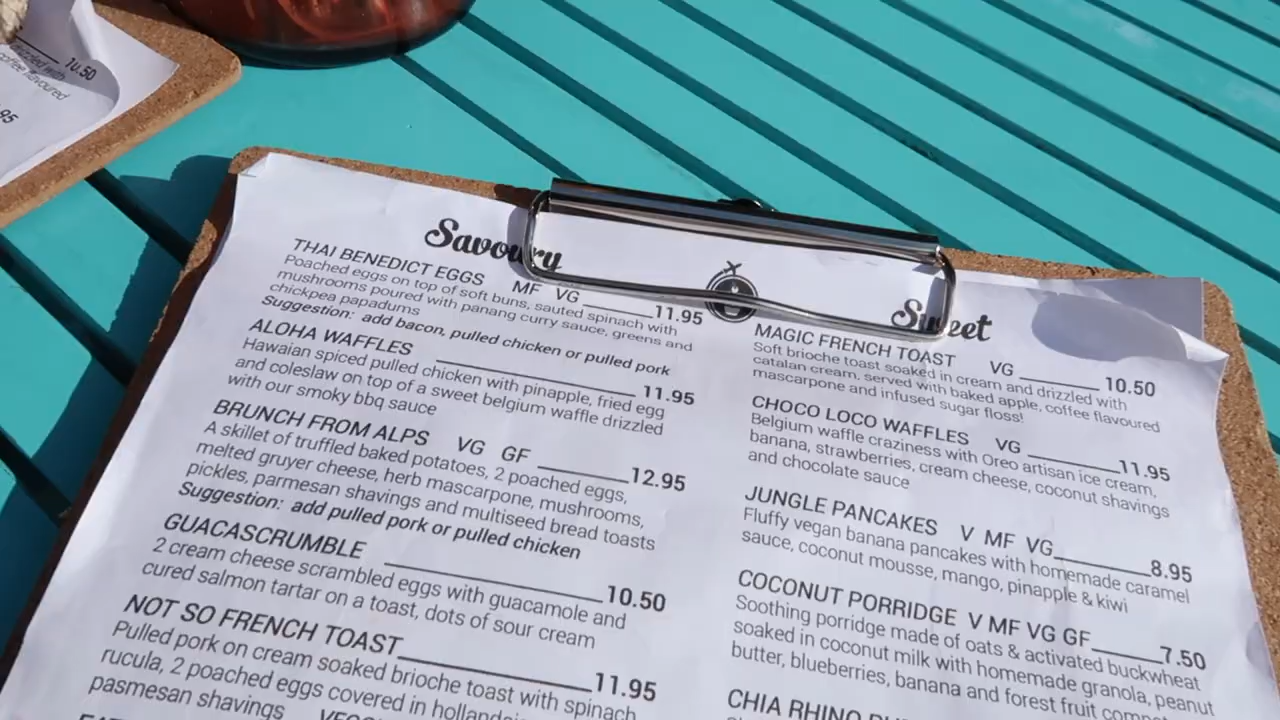 10.50
zzled with
coffee flavoured
.95
Savoury
THAI BENEDICT EGGS MF VG 11.95
Poached eggs on top of soft buns, sauted spinach with
mushrooms poured with panang curry sauce, greens and
chickpea papadums
Suggestion: add bacon, pulled chicken or pulled pork
ALOHA WAFFLES 11.95
Hawaian spiced pulled chicken with pinapple, fried egg
and coleslaw on top of a sweet belgium waffle drizzled
with our smoky bbq sauce
BRUNCH FROM ALPS VG GF 12.95
A skillet of truffled baked potatoes, 2 poached eggs,
melted gruyer cheese, herb mascarpone, mushrooms,
pickles, parmesan shavings and multiseed bread toasts
Suggestion: add pulled pork or pulled chicken
GUACASCRUMBLE 10.50
2 cream cheese scrambled eggs with guacamole and
cured salmon tartar on a toast, dots of sour cream
NOT SO FRENCH TOAST 11.95
Pulled pork on cream soaked brioche toast with spinach,
rucula, 2 poached eggs covered in hollandai
pasmesan shavings
Sweet
MAGIC FRENCH TOAST VG 10.50
Soft brioche toast soaked in cream and drizzled with
catalan cream, served with baked apple, coffee flavoured
mascarpone and infused sugar floss!
CHOCO LOCO WAFFLES VG 11.95
Belgium waffle craziness with Oreo artisan ice cream,
banana, strawberries, cream cheese, coconut shavings
and chocolate sauce
JUNGLE PANCAKES V MF VG 8.95
Fluffy vegan banana pancakes with homemade caramel
sauce, coconut mousse, mango, pinapple & kiwi
COCONUT PORRIDGE V MF VG GF 7.50
Soothing porridge made of oats & activated buckwheat
soaked in coconut milk with homemade granola, peanut
butter, blueberries, banana and forest fruit comp
CHIA RHINO